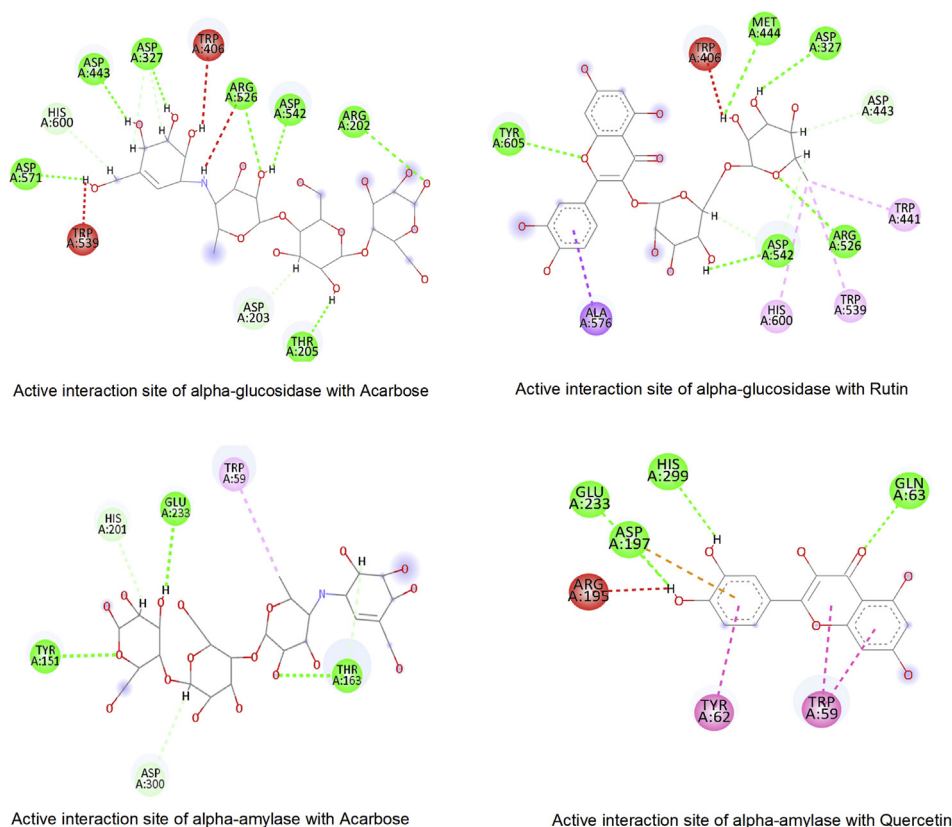 TRP
A:406
ASP
A:327
ASP
A:443
ARG
A:526
ASP
A:542
ARG
A:202
HIS
A:600
ASP
A:571
TRP
A:539
ASP
A:203
THR
A:205
H
H
H
H
H
H
H
H
H
H
N
O
O
O
O
O
O
O
O
O
O
Active interaction site of alpha-glucosidase with Acarbose
MET
A:444
TRP
A:406
ASP
A:327
ASP
A:443
TYR
A:605
TRP
A:441
ARG
A:526
ASP
A:542
HIS
A:600
TRP
A:539
ALA
A:576
H
H
H
H
H
O
O
O
O
O
O
O
O
Active interaction site of alpha-glucosidase with Rutin
TRP
A:59
GLU
A:233
HIS
A:201
TYR
A:151
THR
A:163
ASP
A:300
H
H
H
H
N
O
O
O
O
O
O
O
O
Active interaction site of alpha-amylase with Acarbose
HIS
A:299
GLU
A:233
GLN
A:63
ASP
A:197
ARG
A:195
TYR
A:62
TRP
A:59
H
H
O
O
O
O
O
O
O
Active interaction site of alpha-amylase with Quercetin